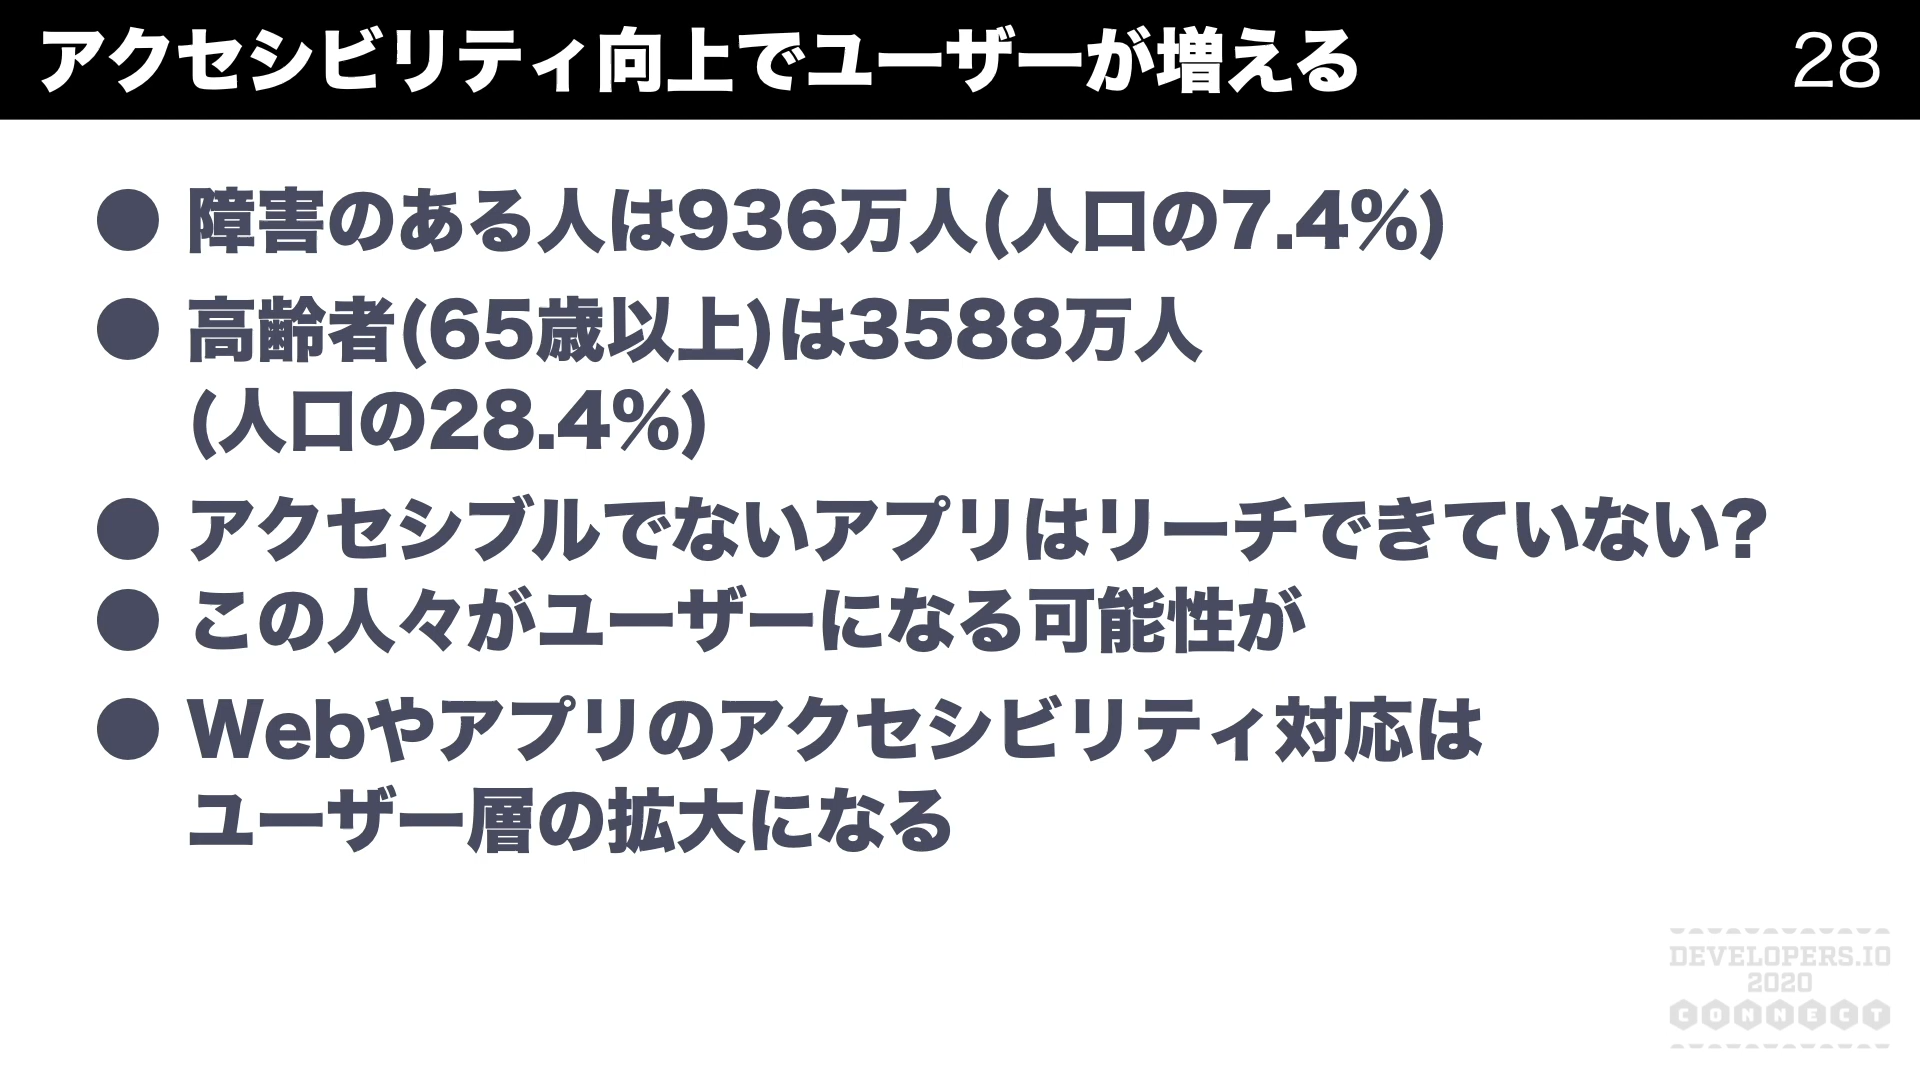 アクセシビリティ向上でユーザーが増える
28
● 障害のある人は936万人(人口の7.4%)
● 高齢者(65歳以上)は3588万人
(人口の28.4%)
● アクセシブルでないアプリはリーチできていない?
● この人々がユーザーになる可能性が
● Webやアプリのアクセシビリティ対応は
ユーザー層の拡大になる
DEVELOPERS.IO
2020
CONNECT